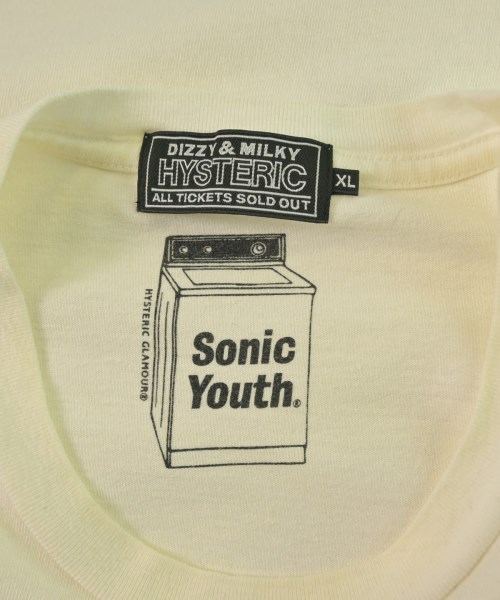 DIZZY & MILKY
HYSTERIC
ALL TICKETS SOLD OUT
XL
HYSTERIC GLAMOUR®
Sonic
Youth®